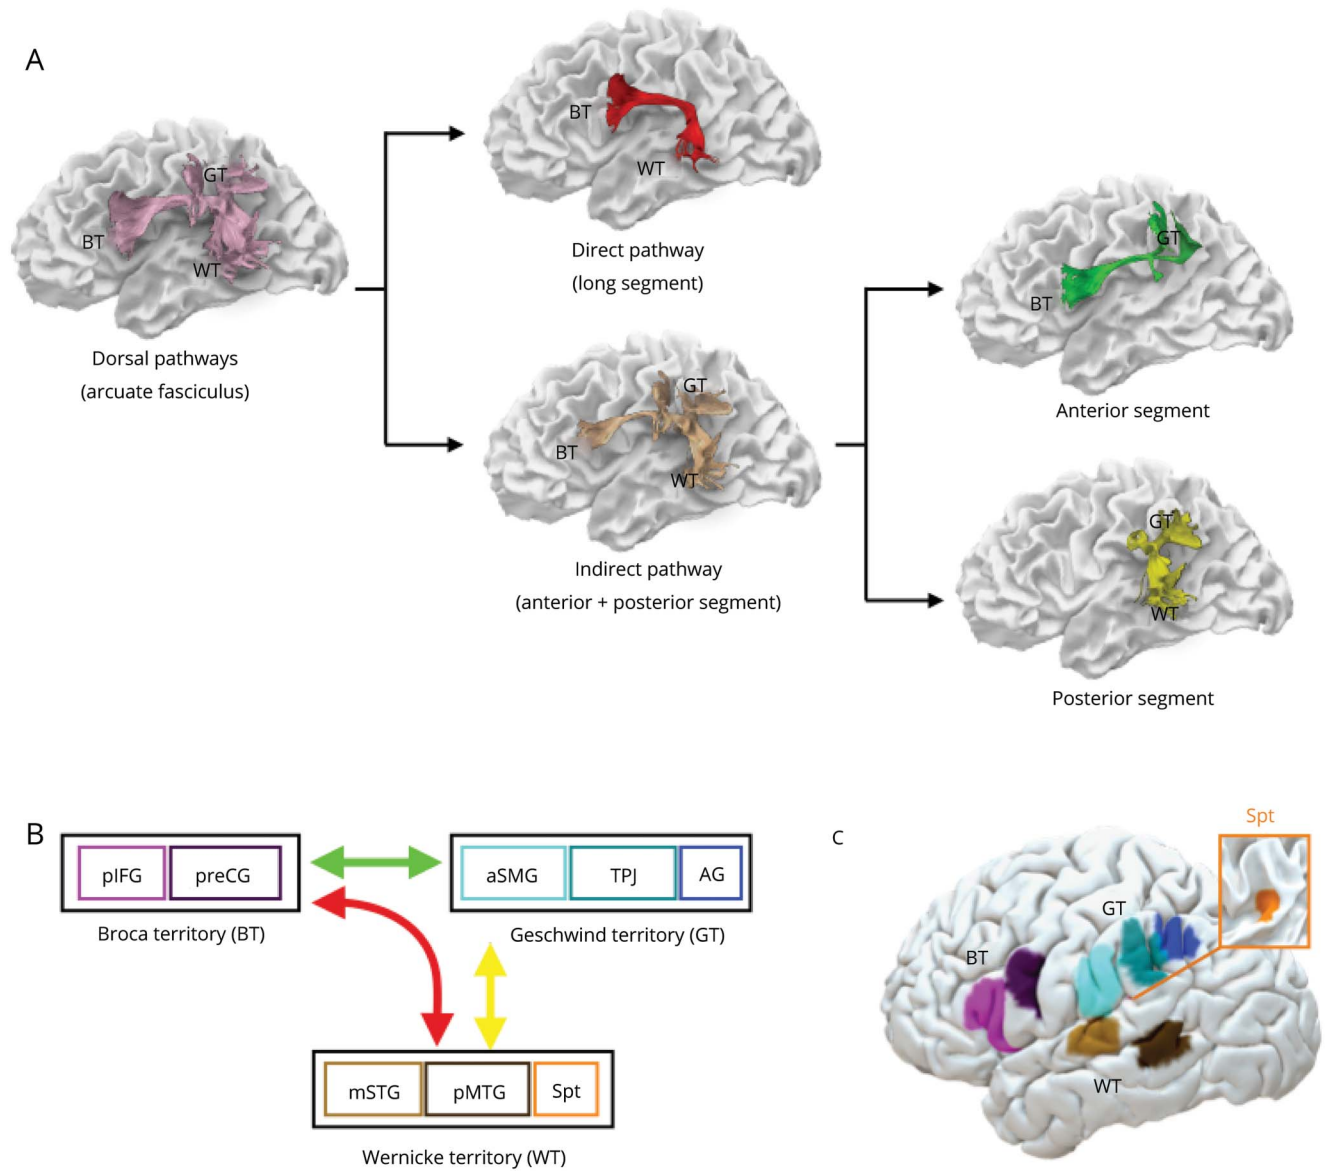 A
GT
BT
WT
Dorsal pathways
(arcuate fasciculus)
BT
WT
Direct pathway
(long segment)
GT
BT
WT
Indirect pathway
(anterior + posterior segment)
GT
BT
Anterior segment
GT
WT
Posterior segment
B
pIFG preCG
Broca territory (BT)
aSMG TPJ AG
Geschwind territory (GT)
mSTG pMTG Spt
Wernicke territory (WT)
C
Spt
GT
BT
WT